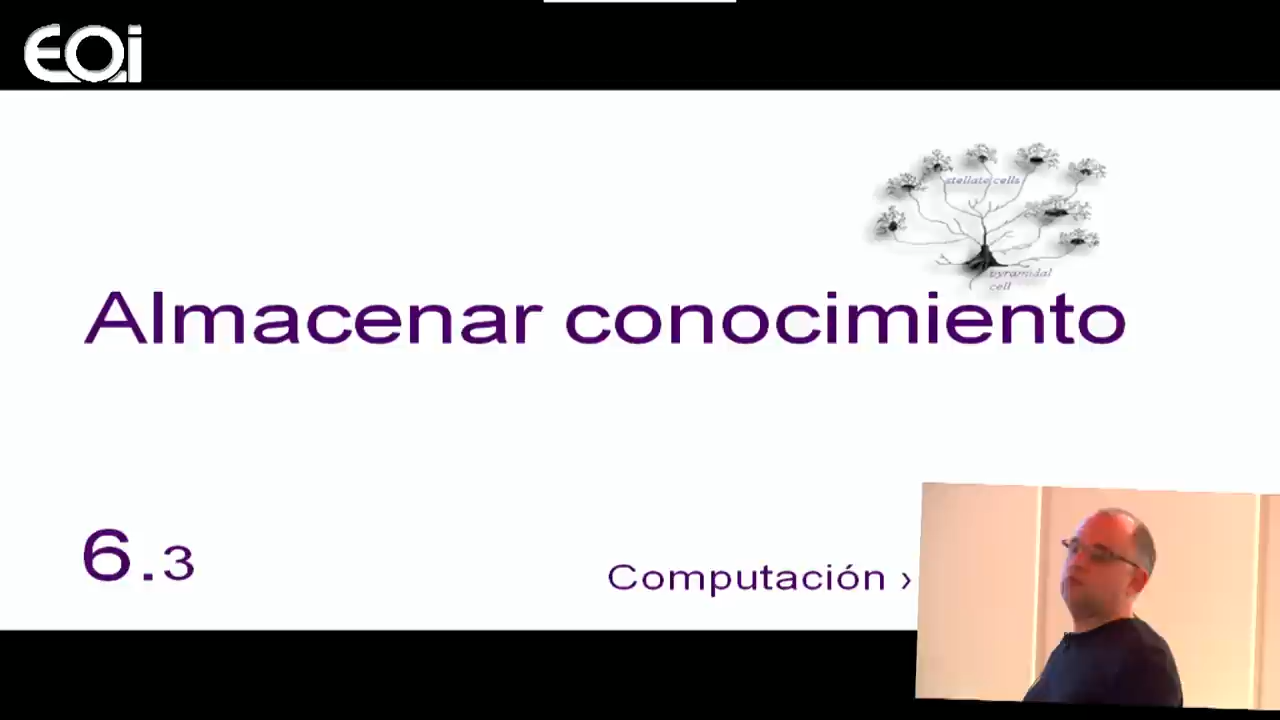 EOi
stellate cells
pyramidal
cell
Almacenar conocimiento
6.3
Computación ›